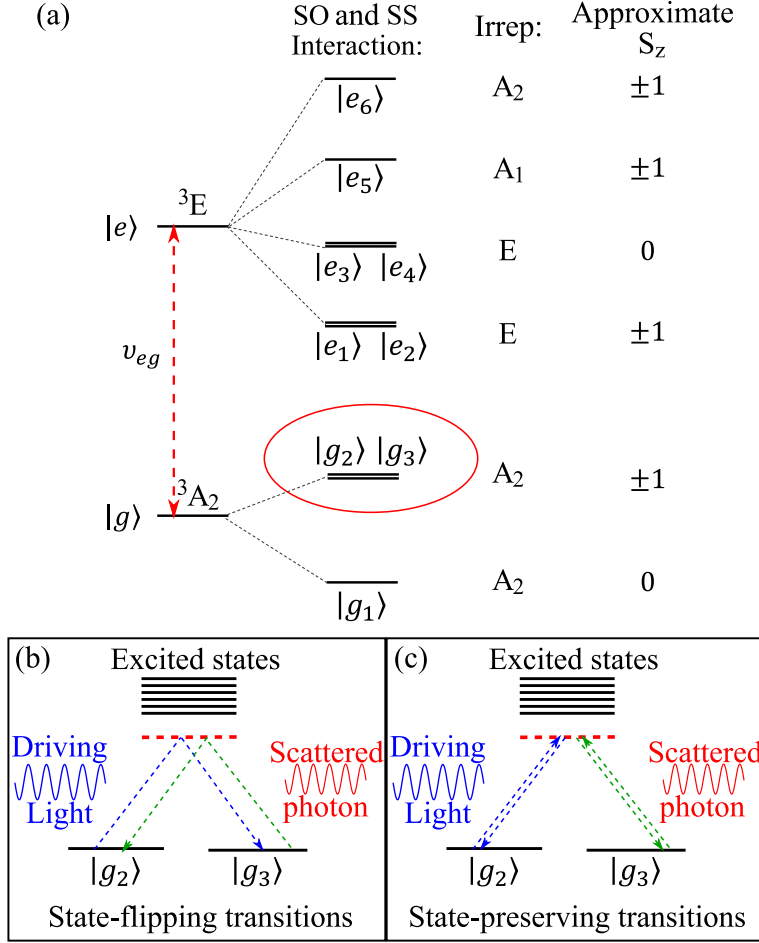 (a)
SO and SS Interaction:
Irrep:
Approximate S_z
|e₆⟩ A₂ ±1
|e₅⟩ A₁ ±1
³E
|e⟩
|e₃⟩ |e₄⟩ E 0
|e₁⟩ |e₂⟩ E ±1
υ_eg
|g₂⟩ |g₃⟩ A₂ ±1
³A₂
|g⟩
|g₁⟩ A₂ 0
(b)
Excited states
Driving
Light
Scattered
photon
|g₂⟩ |g₃⟩
State-flipping transitions
(c)
Excited states
Driving
Light
Scattered
photon
|g₂⟩ |g₃⟩
State-preserving transitions